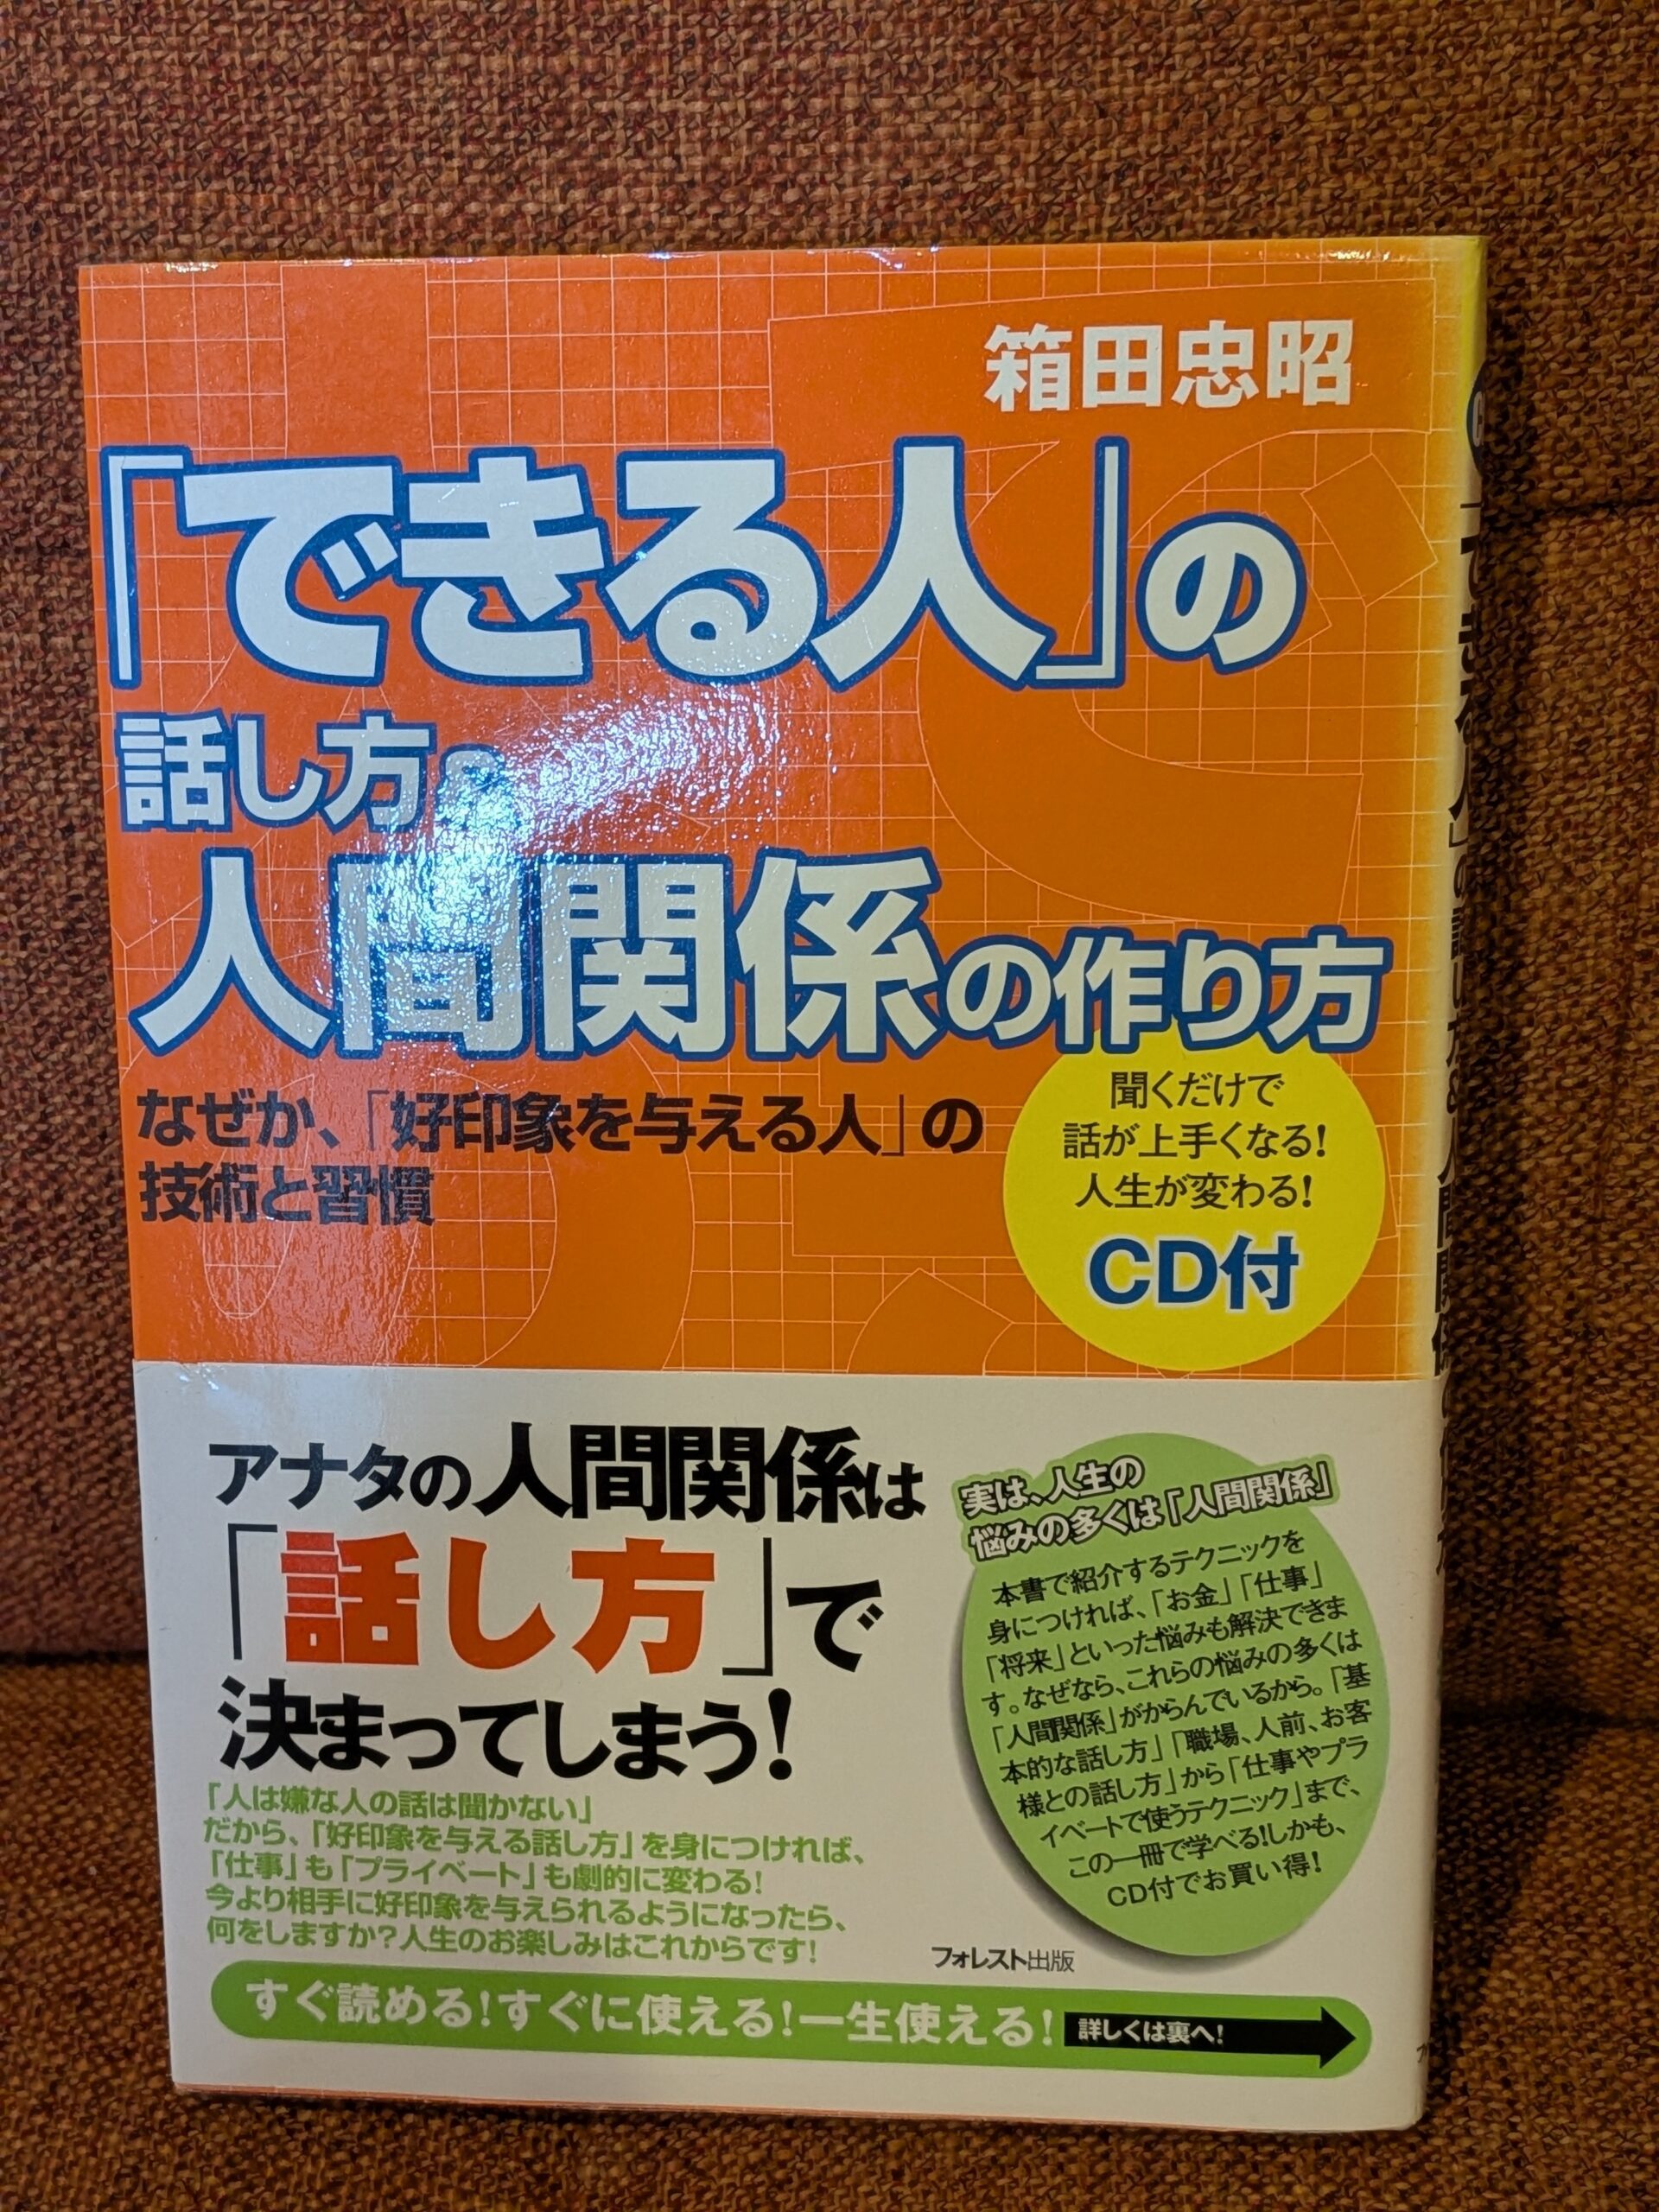 箱田忠昭
「できる人」の
話し方&
人間関係の作り方
なぜか、「好印象を与える人」の
技術と習慣
聞くだけで
話が上手くなる!
人生が変わる!
CD付
アナタの人間関係は
「話し方」で
決まってしまう!
「人は嫌な人の話は聞かない」
だから、「好印象を与える話し方」を身につければ、
「仕事」も「プライベート」も劇的に変わる!
今より相手に好印象を与えられるようになったら、
何をしますか?人生のお楽しみはこれからです!
実は、人生の
悩みの多くは「人間関係」
本書で紹介するテクニックを
身につければ、「お金」「仕事」
「将来」といった悩みも解決できま
す。なぜなら、これらの悩みの多くは
「人間関係」がからんでいるから。「基
本的な話し方」「職場、人前、お客
様との話し方」から「仕事やプラ
イベートで使うテクニック」まで、
この一冊で学べる!しかも、
CD付でお買い得!
フォレスト出版
すぐ読める!すぐに使える!一生使える!
詳しくは裏へ!